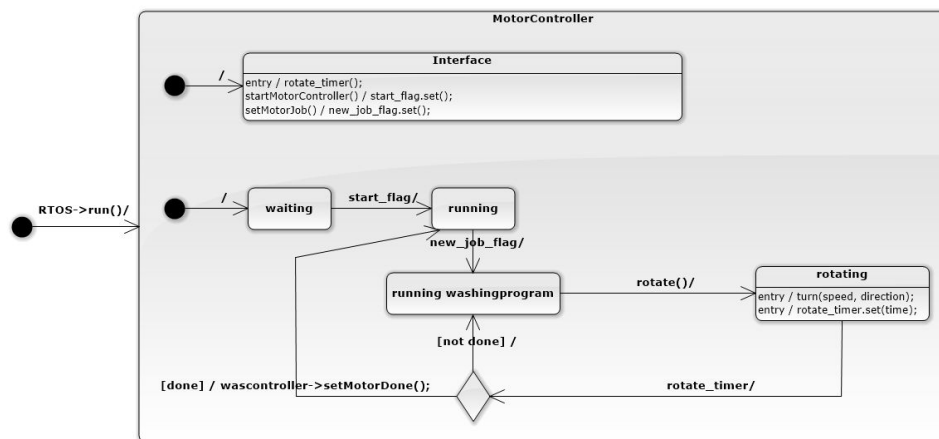 MotorController
Interface
/
entry / rotate_timer();
startMotorController() / start_flag.set();
setMotorJob() / new_job_flag.set();
RTOS->run()/
/
waiting
start_flag/
running
new_job_flag/
running washingprogram
rotate()/
rotating
entry / turn(speed, direction);
entry / rotate_timer.set(time);
[not done] /
[done] / wascontroller->setMotorDone();
rotate_timer/